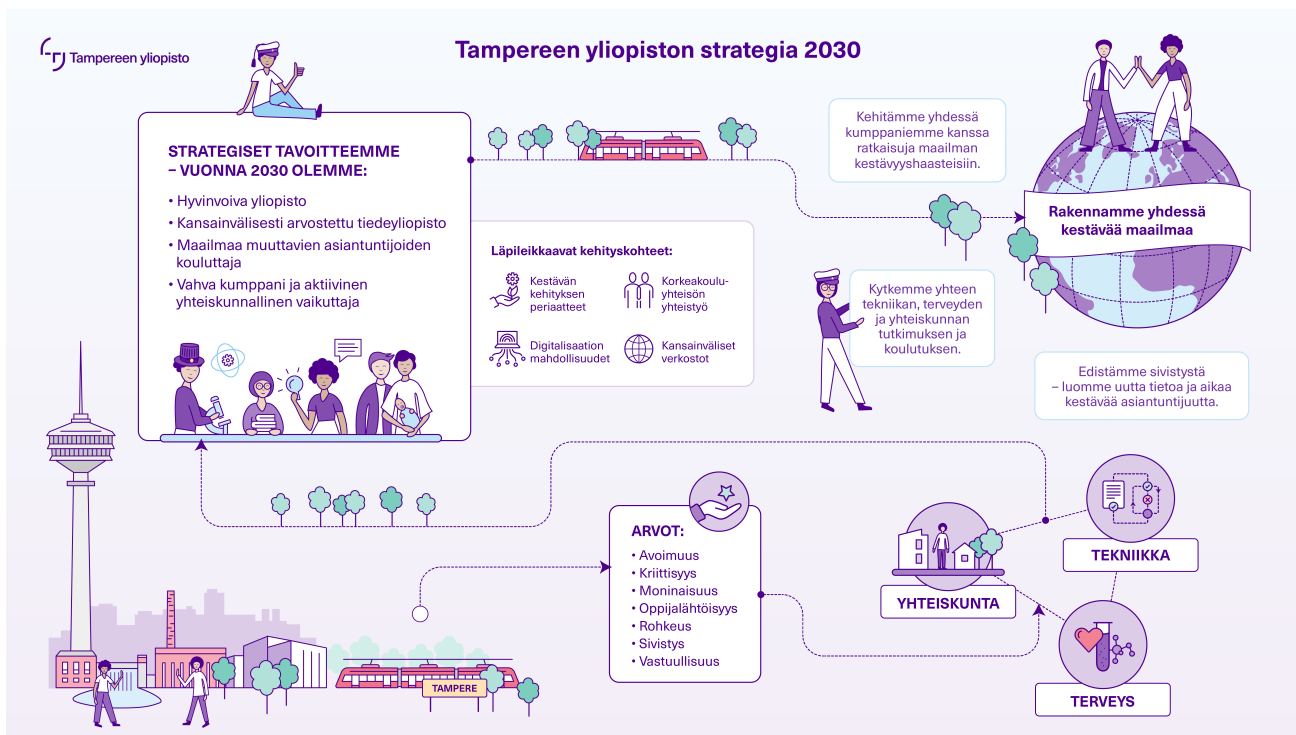 Tampereen yliopisto
Tampereen yliopiston strategia 2030
STRATEGISET TAVOITTEEMME
– VUONNA 2030 OLEMME:
• Hyvinvoiva yliopisto
• Kansainvälisesti arvostettu tiedeyliopisto
• Maailmaa muuttavien asiantuntijoiden
kouluttaja
• Vahva kumppani ja aktiivinen
yhteiskunnallinen vaikuttaja
Läpileikkaavat kehityskohteet:
Kestävän
kehityksen
periaatteet
Korkeakoulu-
yhteisön
yhteistyö
Digitalisaation
mahdollisuudet
Kansainväliset
verkostot
Kehitämme yhdessä
kumppaniemme kanssa
ratkaisuja maailman
kestävyyshaasteisiin.
Rakennamme yhdessä
kestävää maailmaa
Kytkemme yhteen
tekniikan, terveyden
ja yhteiskunnan
tutkimuksen ja
koulutuksen.
Edistämme sivistystä
– luomme uutta tietoa ja aikaa
kestävää asiantuntijuutta.
ARVOT:
• Avoimuus
• Kriittisyys
• Moninaisuus
• Oppijalähtöisyys
• Rohkeus
• Sivistys
• Vastuullisuus
YHTEISKUNTA
TEKNIIKKA
TERVEYS
TAMPERE